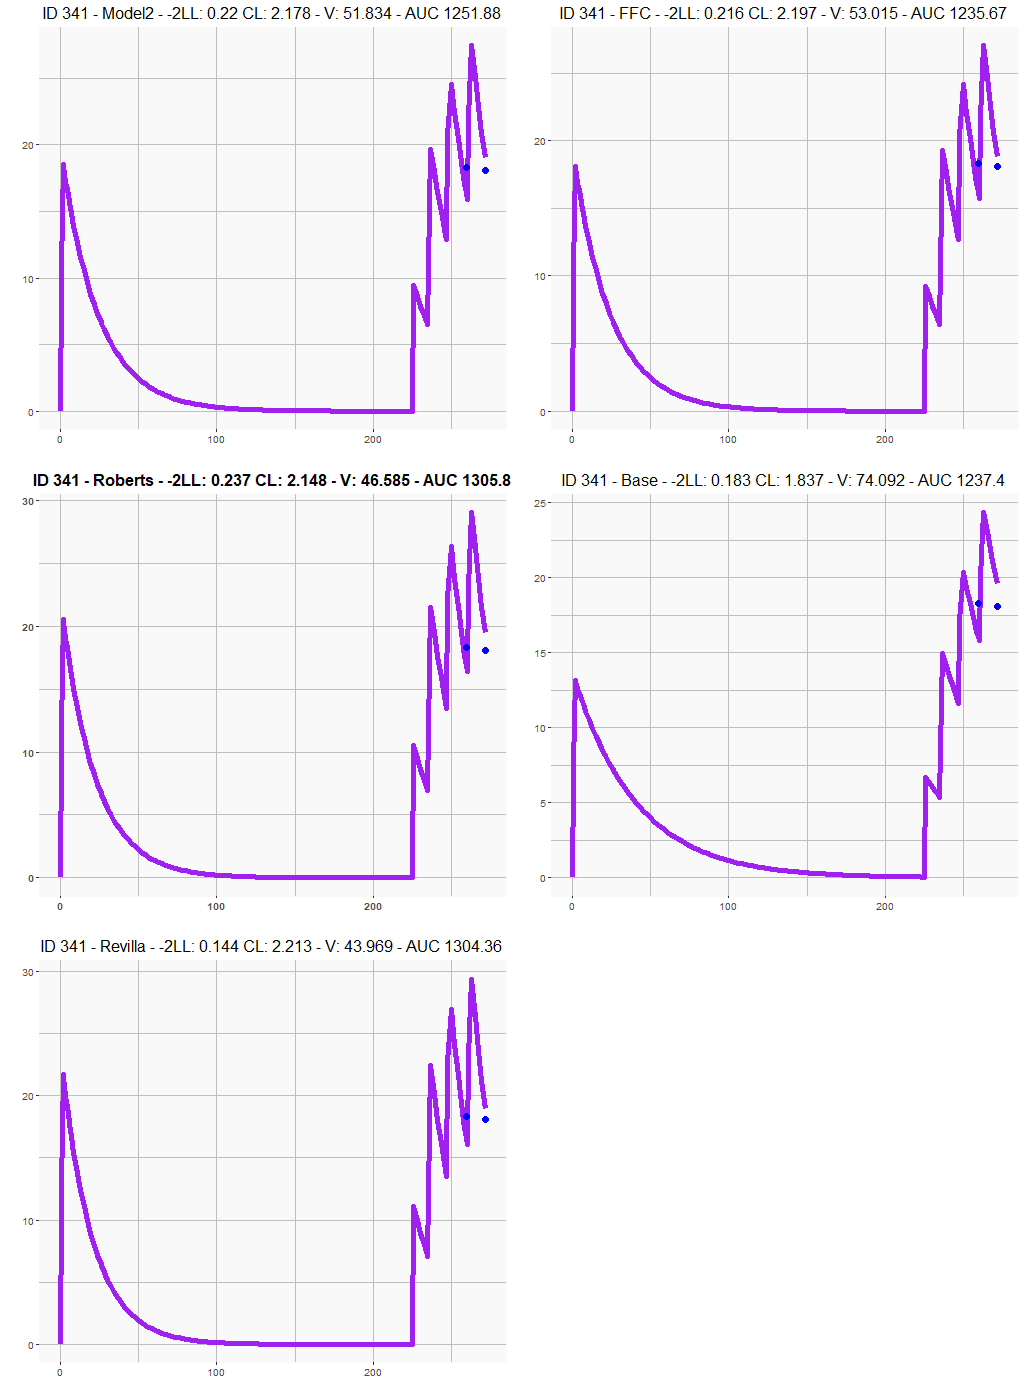 ID 341 - Model2 - -2LL: 0.22 CL: 2.178 - V: 51.834 - AUC 1251.88
20
10
0
0 100 200
ID 341 - FFC - -2LL: 0.216 CL: 2.197 - V: 53.015 - AUC 1235.67
20
10
0
0 100 200
ID 341 - Roberts - -2LL: 0.237 CL: 2.148 - V: 46.585 - AUC 1305.8
30
20
10
0
0 100 200
ID 341 - Base - -2LL: 0.183 CL: 1.837 - V: 74.092 - AUC 1237.4
25
20
15
10
5
0
0 100 200
ID 341 - Revilla - -2LL: 0.144 CL: 2.213 - V: 43.969 - AUC 1304.36
30
20
10
0
0 100 200